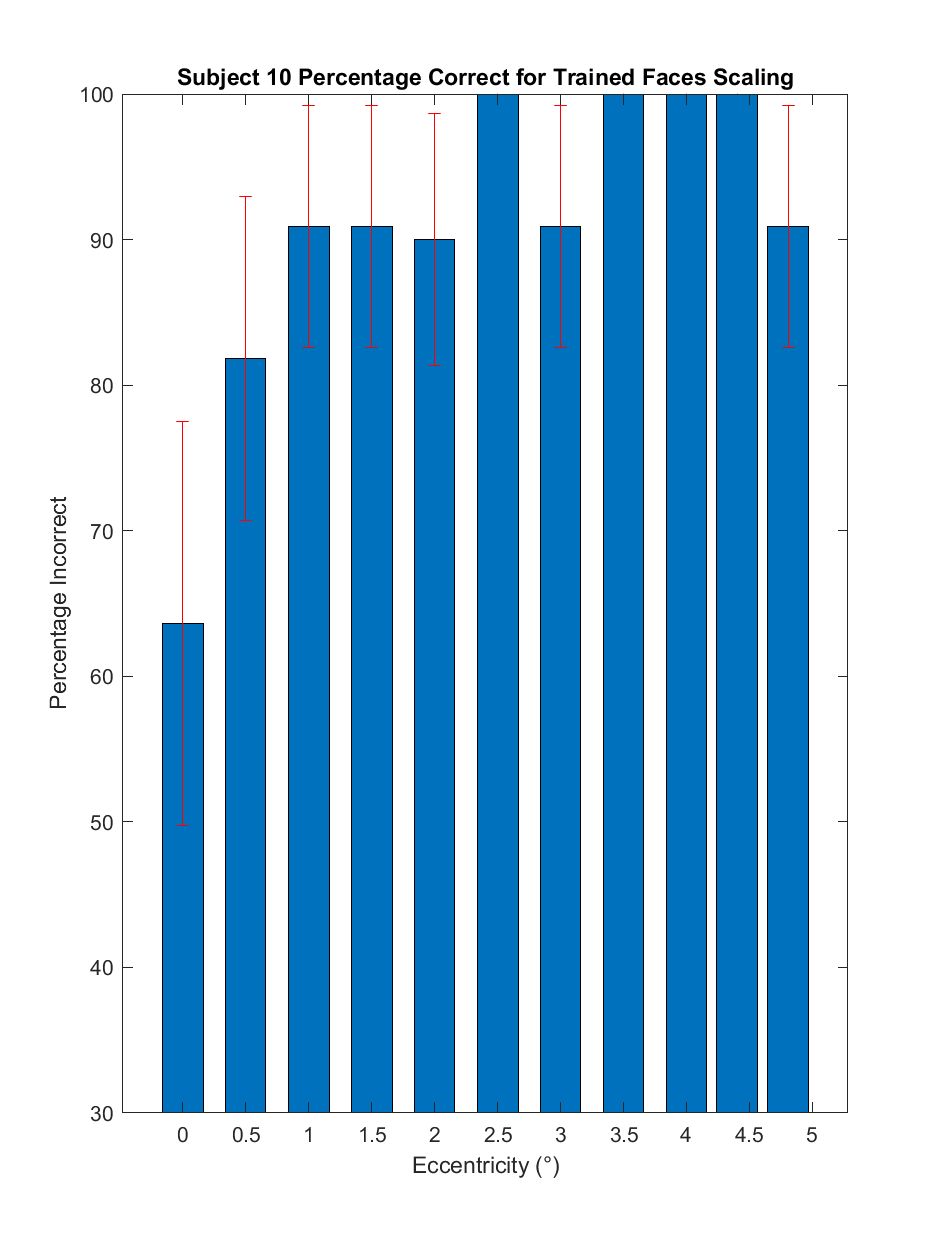 Subject 10 Percentage Correct for Trained Faces Scaling
100
90
80
70
60
50
40
30
Percentage Incorrect
0 0.5 1 1.5 2 2.5 3 3.5 4 4.5 5
Eccentricity (°)